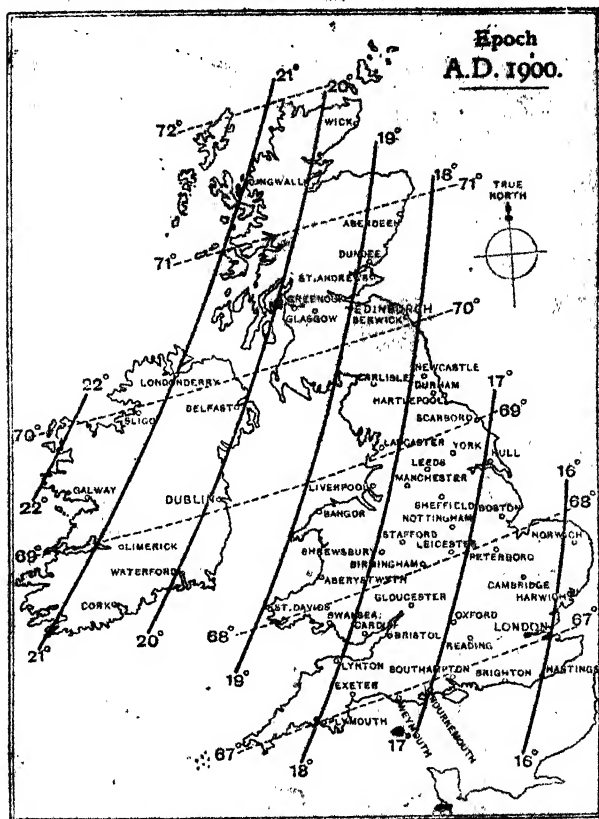 Epoch
A.D. 1900.
21°
20°
72°
WICK
19°
DINGWALL
18°
71°
TRUE
NORTH
ABERDEEN
71°
DUNDEE
ST. ANDREWS
GREENOCK
EDINBURGH
70°
GLASGOW
BERWICK
NEWCASTLE
CARLISLE
DURHAM
LONDONDERRY
22°
17°
HARTLEPOOL
BELFAST
69°
SLIGO
SCARBORO
70°
LANCASTER
YORK
HULL
LEEDS
16°
GALWAY
LIVERPOOL
MANCHESTER
DUBLIN
22°
SHEFFIELD
BOSTON
68°
BANGOR
NOTTINGHAM
STAFFORD
NORWICH
69°
LIMERICK
SHREWSBURY
LEICESTER
PETERBORO
BIRMINGHAM
WATERFORD
ABERYSTWYTH
CAMBRIDGE
GLOUCESTER
HARWICH
CORK
ST. DAVIDS
SWANSEA
OXFORD
67°
20°
68°
CARDIFF
BRISTOL
LONDON
21°
READING
LYNTON
SOUTHAMPTON
BRIGHTON
HASTINGS
19°
EXETER
PLYMOUTH
WEYMOUTH
BOURNEMOUTH
67°
17°
16°
18°